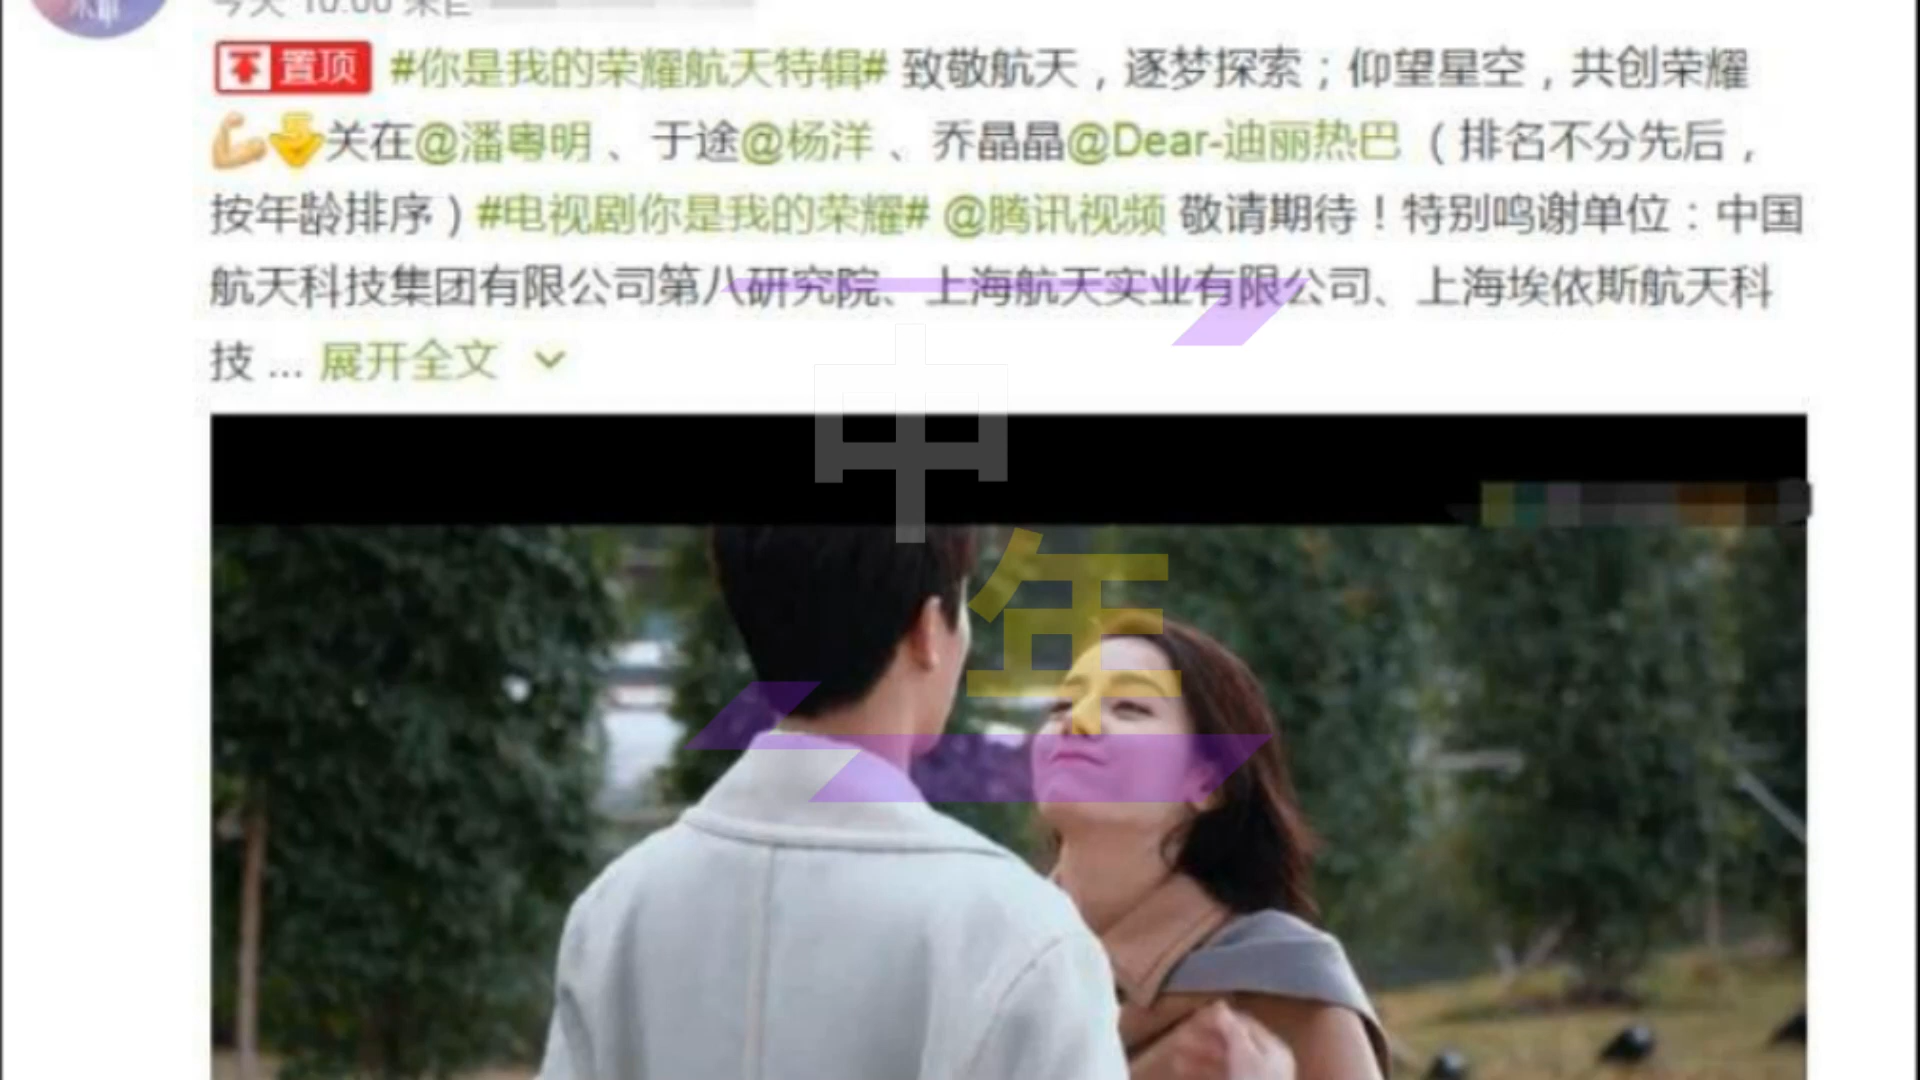 今天 10:00 来自
置顶 #你是我的荣耀航天特辑# 致敬航天，逐梦探索；仰望星空，共创荣耀
关在@潘粤明 、于途@杨洋 、乔晶晶@Dear-迪丽热巴 （排名不分先后，
按年龄排序）#电视剧你是我的荣耀# @腾讯视频 敬请期待！特别鸣谢单位：中国
航天科技集团有限公司第八研究院、上海航天实业有限公司、上海埃依斯航天科
技 ... 展开全文
中
年